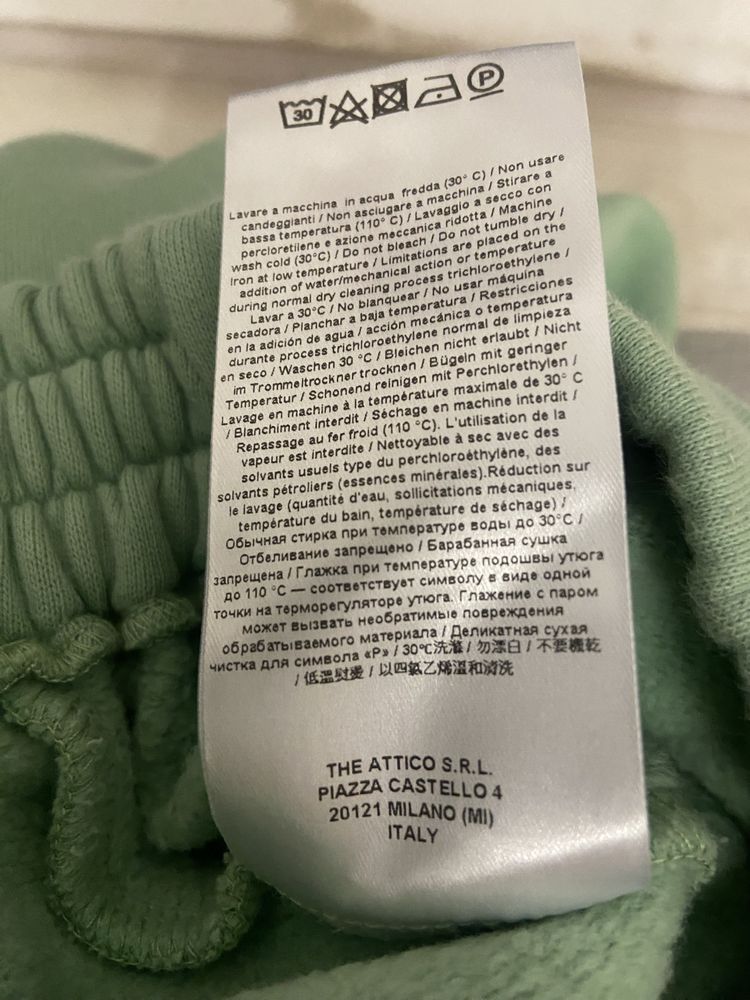 30 P
Lavare a macchina in acqua fredda (30° C) / Non usare
candeggianti / Non asciugare a macchina / Stirare a
bassa temperatura (110° C) / Lavaggio a secco con
percloretiiene e azione meccanica ridotta / Machine
wash cold (30°C) / Do not bleach / Do not tumble dry /
Iron at low temperature / Limitations are placed on the
addition of water/mechanical action or temperature
during normal dry cleaning process trichloroethylene /
Lavar a 30°C / No blanquear / No usar máquina
secadora / Planchar a baja temperatura / Restricciones
en la adición de agua / acción mecánica o temperatura
durante process trichloroethylene normal de limpieza
en seco / Waschen 30 °C / Bleichen nicht erlaubt / Nicht
im Trommeltrockner trocknen / Bügeln mit geringer
Temperatur / Schonend reinigen mit Perchlorethylen /
Lavage en machine à la température maximale de 30° C
/ Blanchiment interdit / Séchage en machine interdit /
Repassage au fer froid (110 °C). L'utilisation de la
vapeur est interdite / Nettoyable à sec avec des
solvants usuels type du perchloroéthylène, des
solvants pétroliers (essences minérales).Réduction sur
le lavage (quantité d'eau, sollicitations mécaniques,
température du bain, température de séchage) /
Обычная стирка при температуре воды до 30°C /
Отбеливание запрещено / Барабанная сушка
запрещена / Глажка при температуре подошвы утюга
до 110 °C — соответствует символу в виде одной
точки на терморегуляторе утюга. Глажение с паром
может вызвать необратимые повреждения
обрабатываемого материала / Деликатная сухая
чистка для символа «P» / 30℃洗滌 / 勿漂白 / 不要機乾
/ 低溫熨燙 / 以四氯乙烯溫和清洗
THE ATTICO S.R.L.
PIAZZA CASTELLO 4
20121 MILANO (MI)
ITALY